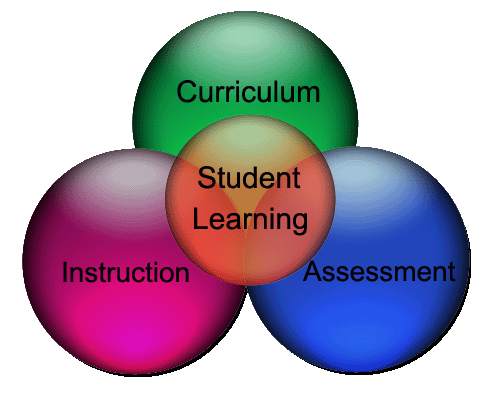 Curriculum
Student
Learning
Instruction
Assessment